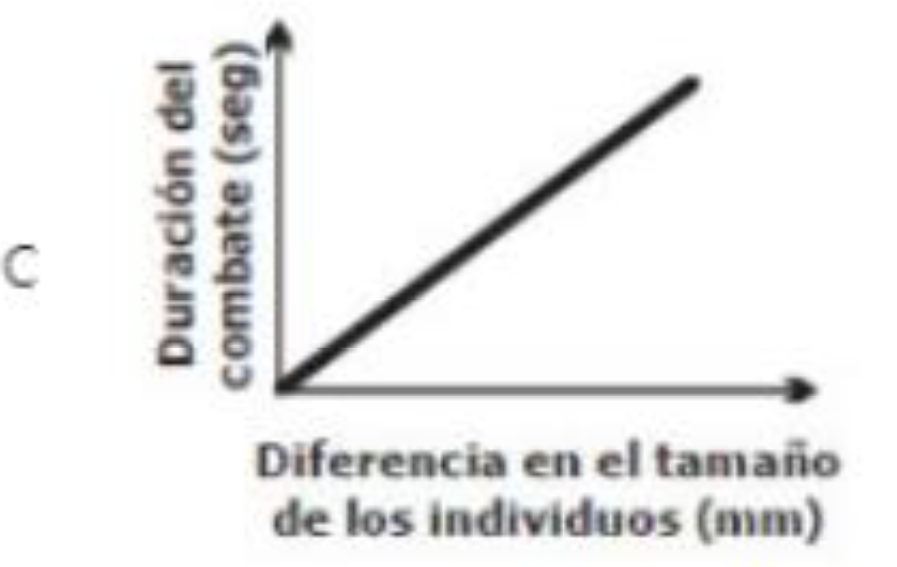 C
Duración del
combate (seg)
Diferencia en el tamaño
de los individuos (mm)